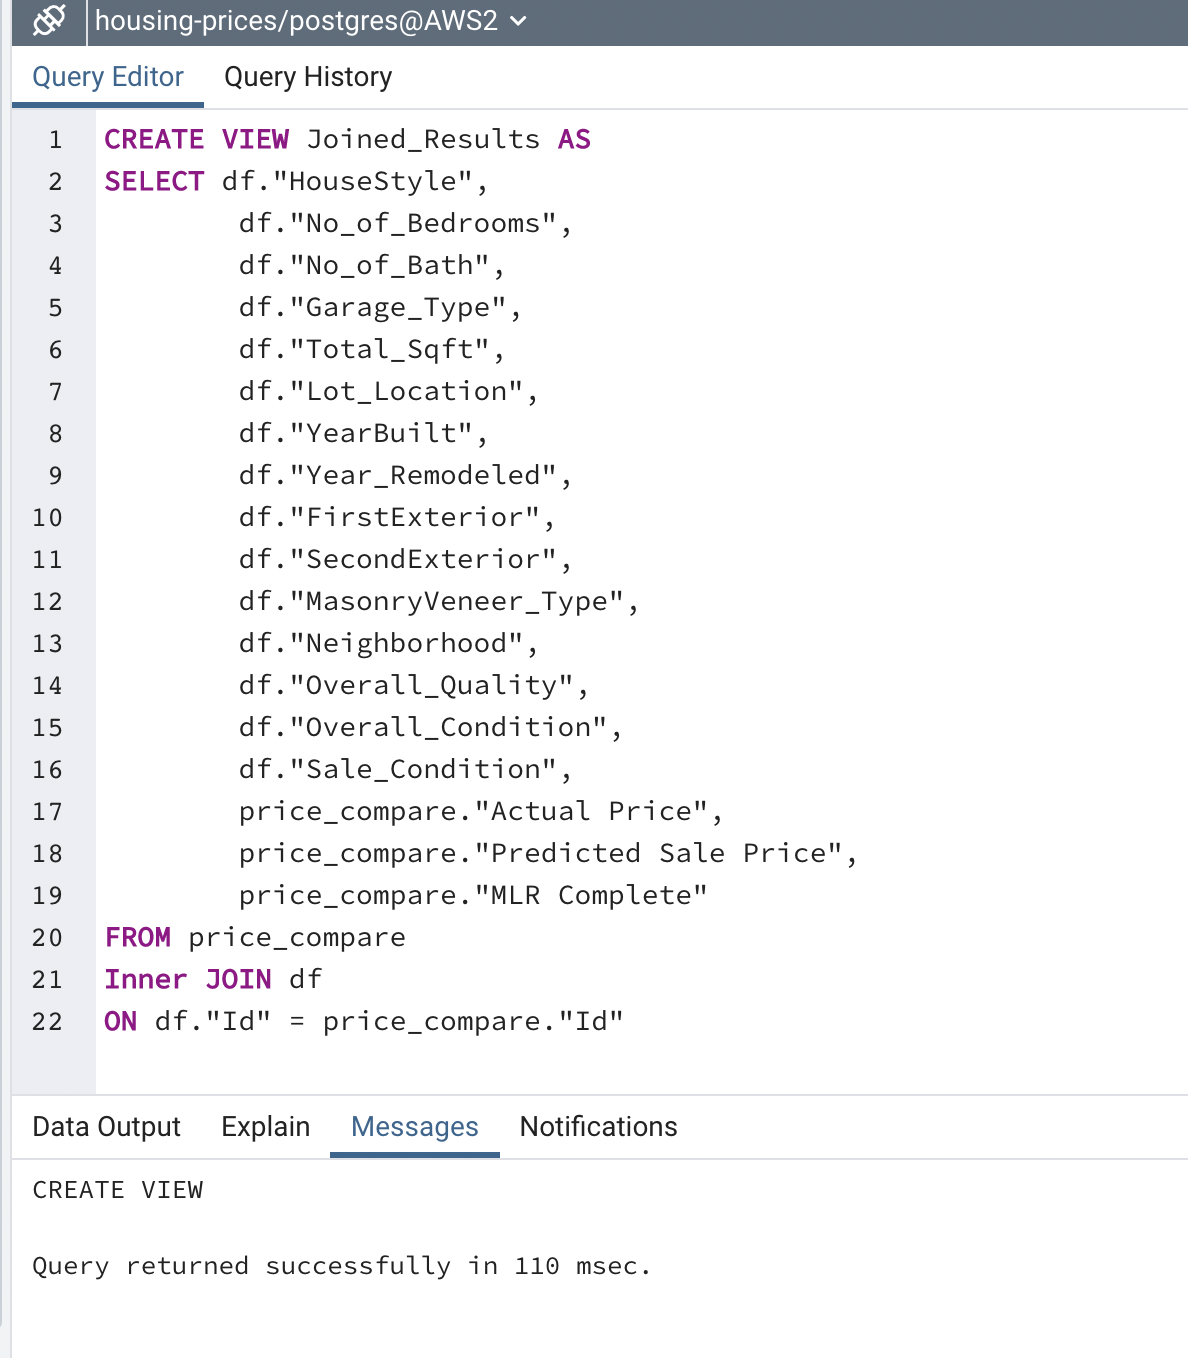 housing-prices/postgres@AWS2
Query Editor Query History
1 CREATE VIEW Joined_Results AS
2 SELECT df."HouseStyle",
3 df."No_of_Bedrooms",
4 df."No_of_Bath",
5 df."Garage_Type",
6 df."Total_Sqft",
7 df."Lot_Location",
8 df."YearBuilt",
9 df."Year_Remodeled",
10 df."FirstExterior",
11 df."SecondExterior",
12 df."MasonryVeneer_Type",
13 df."Neighborhood",
14 df."Overall_Quality",
15 df."Overall_Condition",
16 df."Sale_Condition",
17 price_compare."Actual Price",
18 price_compare."Predicted Sale Price",
19 price_compare."MLR Complete"
20 FROM price_compare
21 Inner JOIN df
22 ON df."Id" = price_compare."Id"
Data Output Explain Messages Notifications
CREATE VIEW
Query returned successfully in 110 msec.